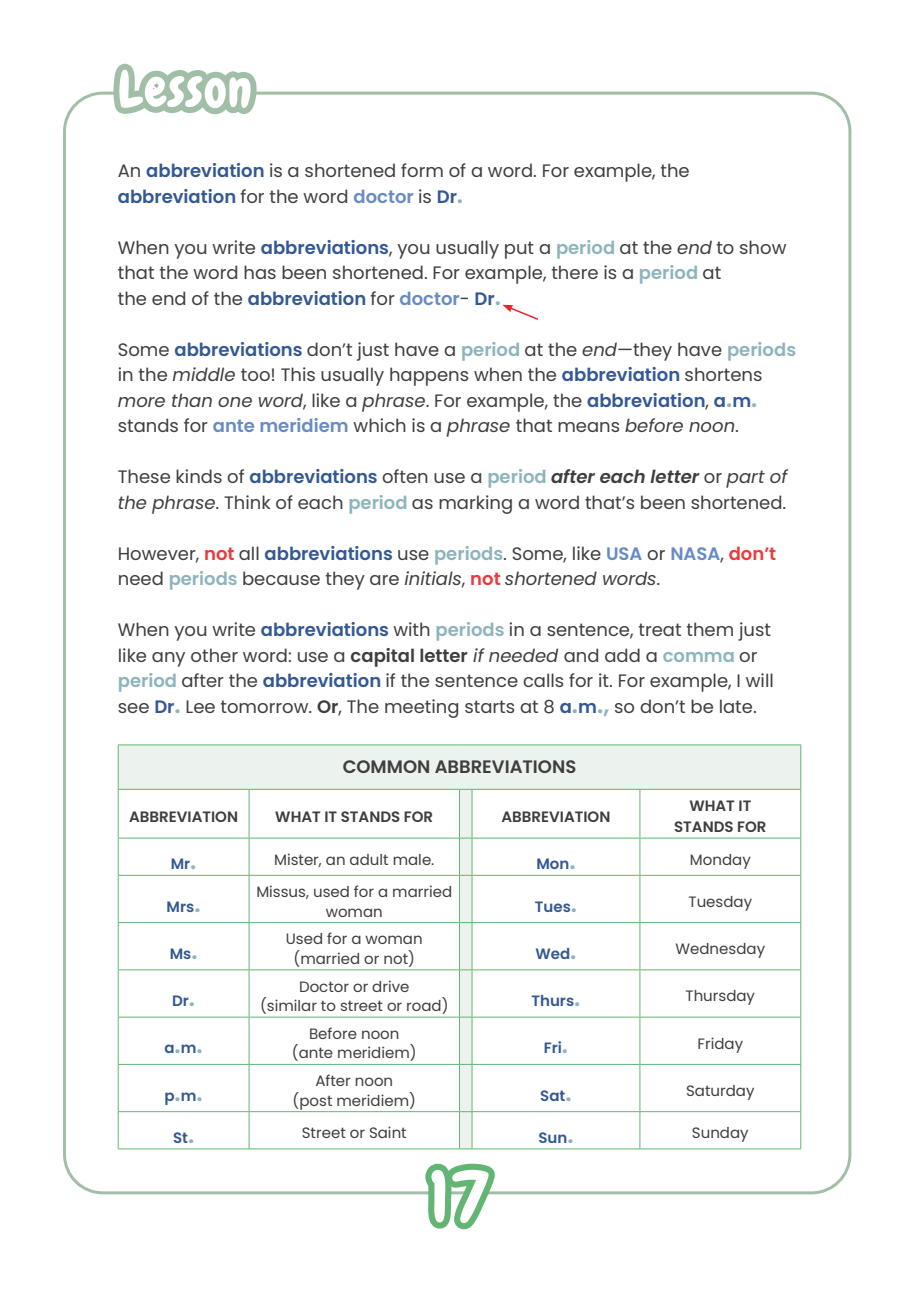 Lesson
An abbreviation is a shortened form of a word. For example, the
abbreviation for the word doctor is Dr.
When you write abbreviations, you usually put a period at the end to show
that the word has been shortened. For example, there is a period at
the end of the abbreviation for doctor- Dr.
Some abbreviations don’t just have a period at the end—they have periods
in the middle too! This usually happens when the abbreviation shortens
more than one word, like a phrase. For example, the abbreviation, a.m.
stands for ante meridiem which is a phrase that means before noon.
These kinds of abbreviations often use a period after each letter or part of
the phrase. Think of each period as marking a word that’s been shortened.
However, not all abbreviations use periods. Some, like USA or NASA, don’t
need periods because they are initials, not shortened words.
When you write abbreviations with periods in a sentence, treat them just
like any other word: use a capital letter if needed and add a comma or
period after the abbreviation if the sentence calls for it. For example, I will
see Dr. Lee tomorrow. Or, The meeting starts at 8 a.m., so don’t be late.
COMMON ABBREVIATIONS
ABBREVIATION WHAT IT STANDS FOR ABBREVIATION WHAT IT
STANDS FOR
Mr. Mister, an adult male. Mon. Monday
Mrs. Missus, used for a married
woman Tues. Tuesday
Ms. Used for a woman
(married or not) Wed. Wednesday
Dr. Doctor or drive
(similar to street or road) Thurs. Thursday
a.m. Before noon
(ante meridiem) Fri. Friday
p.m. After noon
(post meridiem) Sat. Saturday
St. Street or Saint Sun. Sunday
17